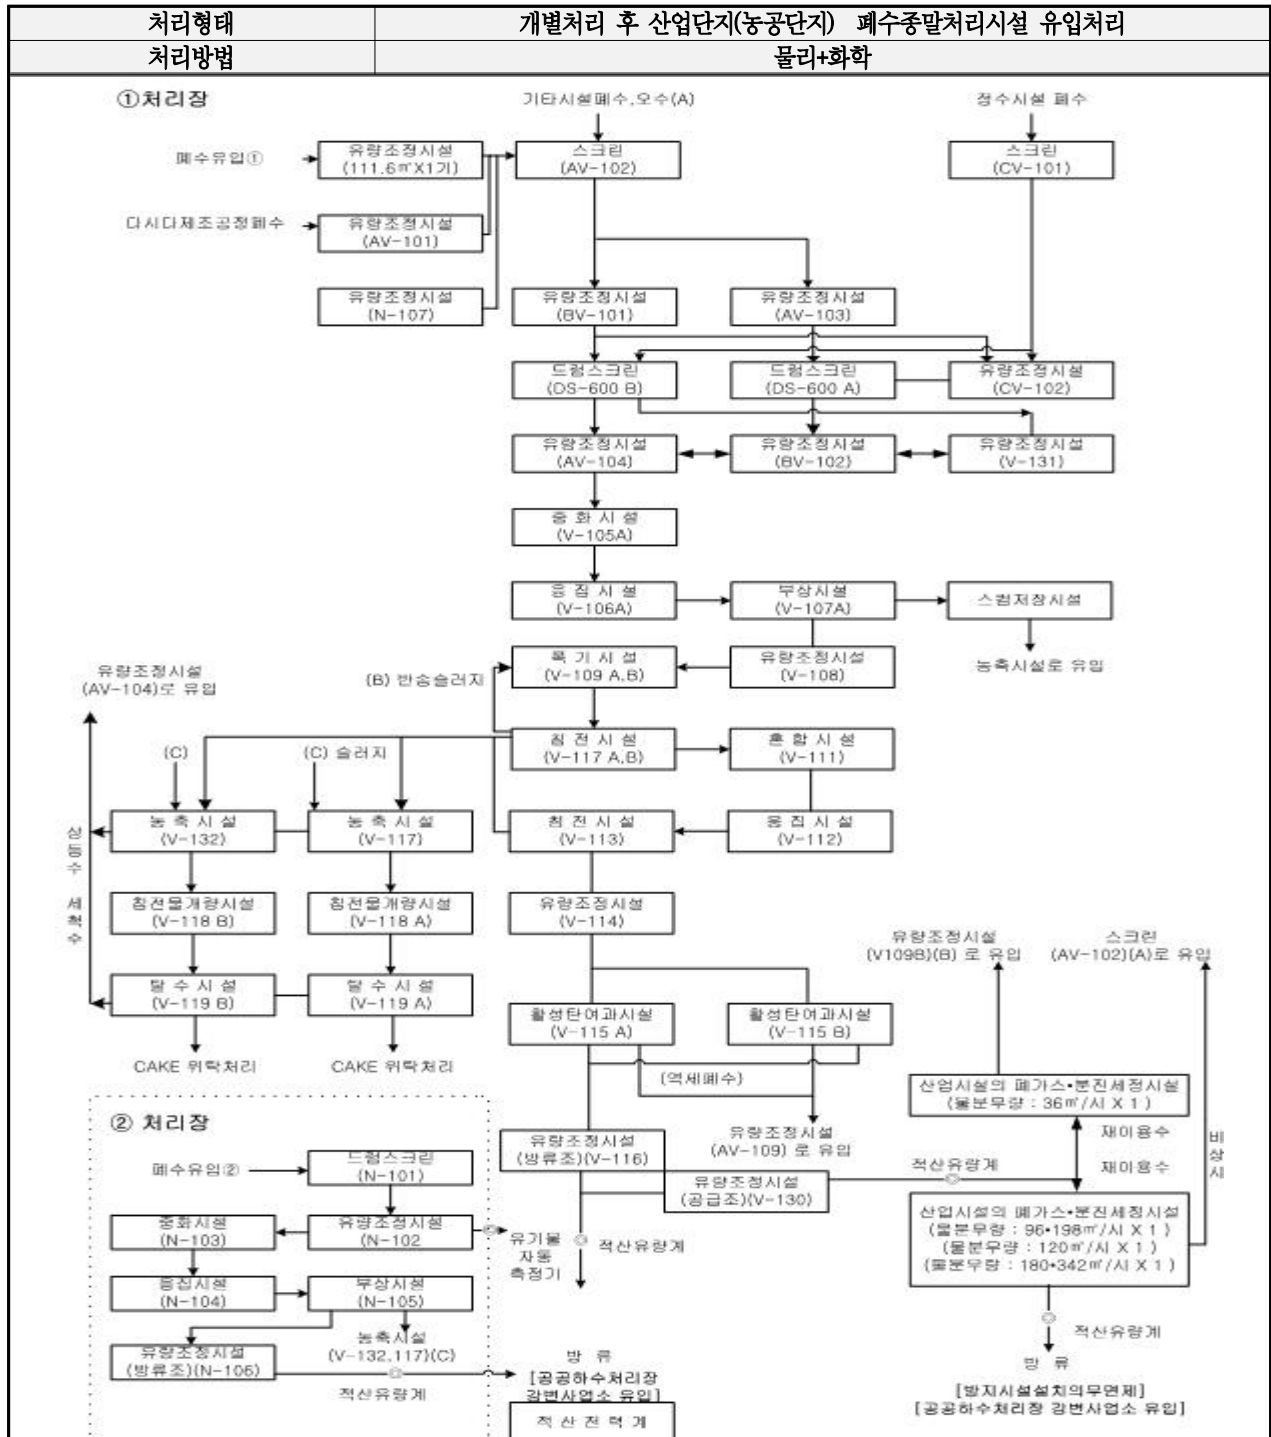 처리형태
개별처리 후 산업단지(농공단지) 폐수종말처리시설 유입처리
처리방법
물리+화학
①처리장
기타시설폐수,오수(A)
정수시설 폐수
폐수유입①
유량조정시설
(111.6㎥X1기)
스크린
(AV-102)
스크린
(CV-101)
다시다제조공정폐수
유량조정시설
(AV-101)
유량조정시설
(N-107)
유량조정시설
(BV-101)
유량조정시설
(AV-103)
드럼스크린
(DS-600 B)
드럼스크린
(DS-600 A)
유량조정시설
(CV-102)
유량조정시설
(AV-104)
유량조정시설
(BV-102)
유량조정시설
(V-131)
중 화 시 설
(V-105A)
응 집 시 설
(V-106A)
부상시설
(V-107A)
스컴저장시설
농축시설로 유입
유량조정시설
(AV-104)로 유입
(B) 반송슬러지
폭 기 시 설
(V-109 A,B)
유량조정시설
(V-108)
(C)
(C) 슬러지
침 전 시 설
(V-117 A,B)
혼 합 시 설
(V-111)
상등수 세척수
농 축 시 설
(V-132)
농 축 시 설
(V-117)
침 전 시 설
(V-113)
응 집 시 설
(V-112)
침전물개량시설
(V-118 B)
침전물개량시설
(V-118 A)
유량조정시설
(V-114)
유량조정시설
(V109B)(B) 로 유입
스크린
(AV-102)(A)로 유입
탈 수 시 설
(V-119 B)
탈 수 시 설
(V-119 A)
활성탄여과시설
(V-115 A)
활성탄여과시설
(V-115 B)
CAKE 위탁처리
CAKE 위탁처리
(역세폐수)
산업시설의 폐가스•분진세정시설
(물분무량 : 36㎥/시 X 1 )
② 처리장
유량조정시설
(방류조)(V-116)
유량조정시설
(AV-109) 로 유입
재이용수
비상시
폐수유입②
드럼스크린
(N-101)
유량조정시설
(공급조)(V-130)
적산유량계
재이용수
중화시설
(N-103)
유량조정시설
(N-102
유기물
자동
측정기
적산유량계
산업시설의 폐가스•분진세정시설
(물분무량 : 96•198㎥/시 X 1 )
(물분무량 : 120㎥/시 X 1 )
(물분무량 : 180•342㎥/시 X 1 )
응집시설
(N-104)
부상시설
(N-105)
유량조정시설
(방류조)(N-106)
농축시설
(V-132,117)(C)
적산유량계
방 류
[공공하수처리장
강변사업소 유입]
적 산 전 력 계
적산유량계
방 류
[방지시설설치의무면제]
[공공하수처리장 강변사업소 유입]